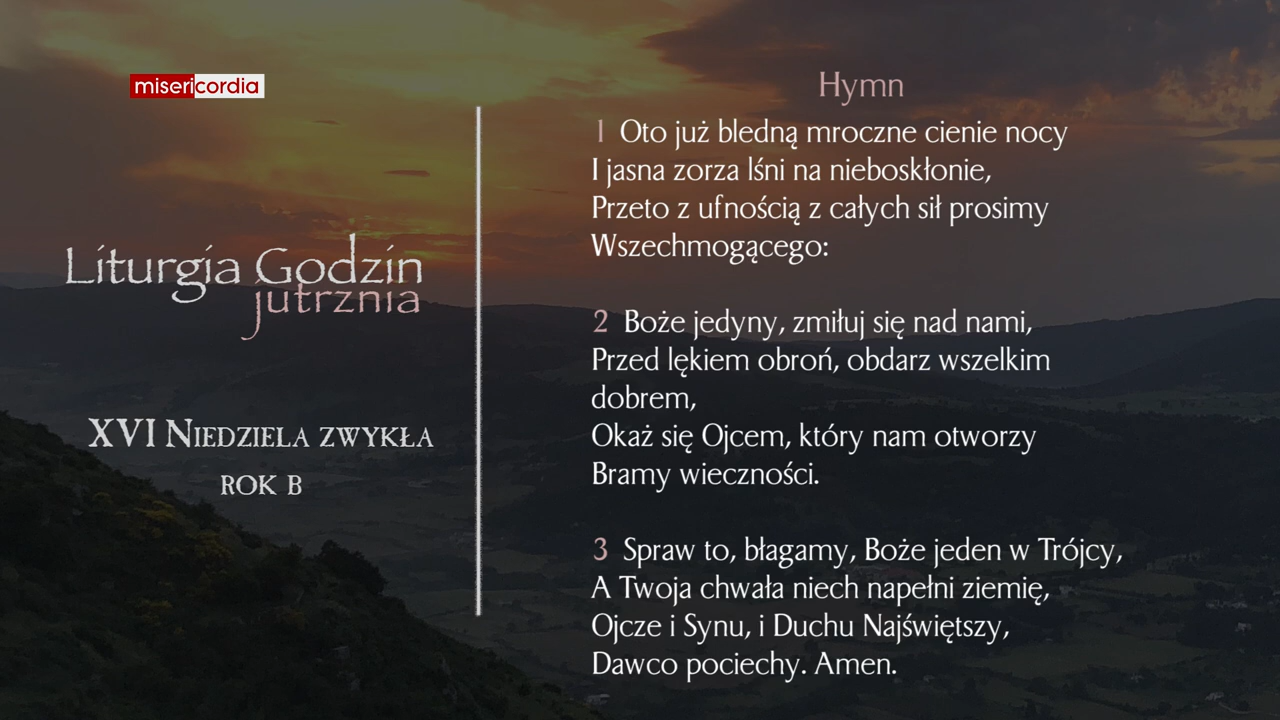 misericordia
Liturgia Godzin
jutrznia
XVI Niedziela zwykła
rok B
Hymn
1 Oto już bledną mroczne cienie nocy
I jasna zorza lśni na nieboskłonie,
Przeto z ufnością z całych sił prosimy
Wszechmogącego:
2 Boże jedyny, zmiłuj się nad nami,
Przed lękiem obroń, obdarz wszelkim
dobrem,
Okaż się Ojcem, który nam otworzy
Bramy wieczności.
3 Spraw to, błagamy, Boże jeden w Trójcy,
A Twoja chwała niech napełni ziemię,
Ojcze i Synu, i Duchu Najświętszy,
Dawco pociechy. Amen.